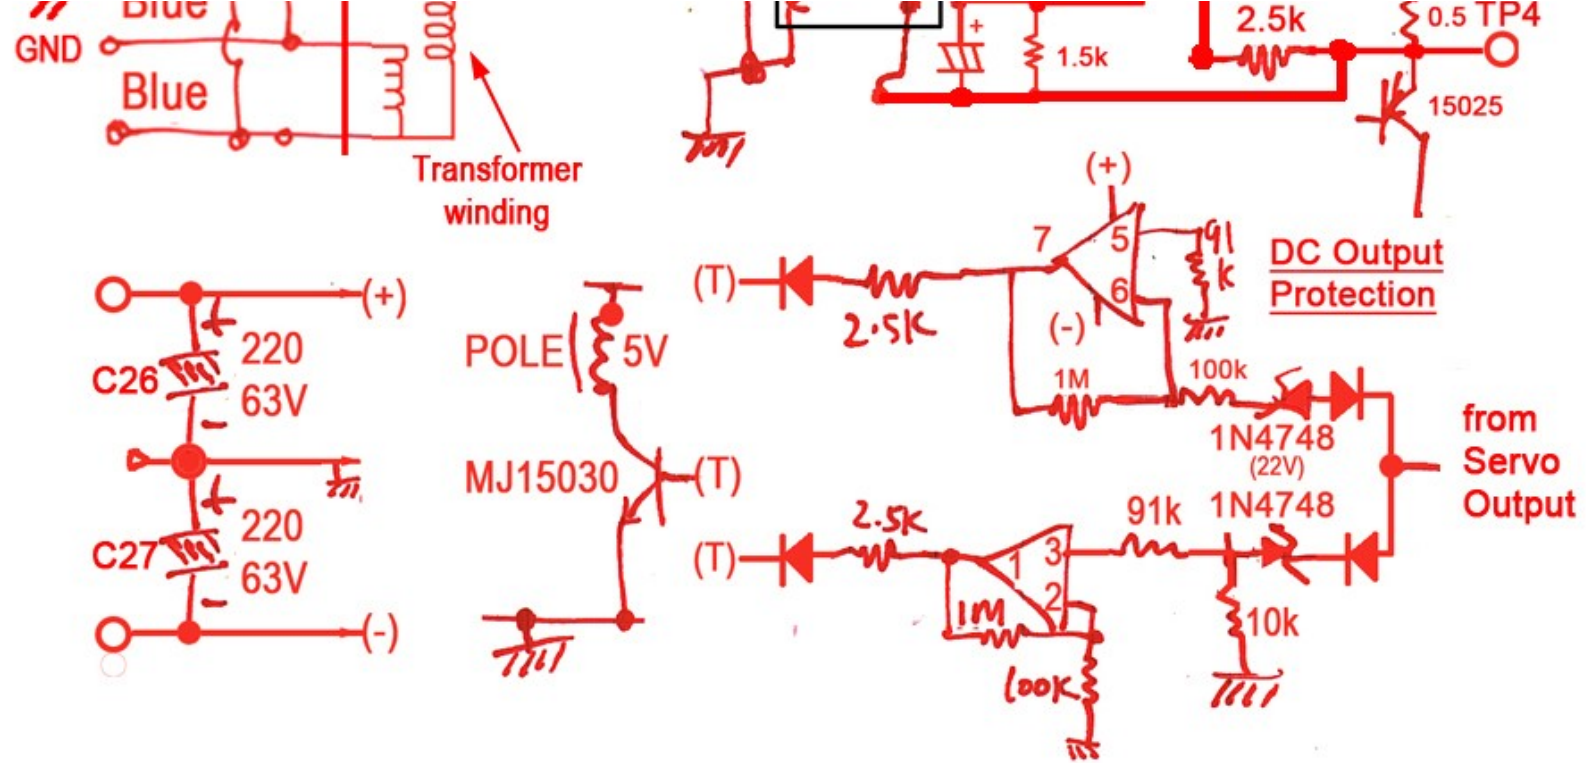 Blue
GND
Blue
Transformer
winding
+
1.5k
2.5k
0.5 TP4
15025
(+)
7
5
91
K
6
(-)
(T)
2.5K
1M
100k
DC Output
Protection
(+)
+
C26
220
63V
-
POLE
5V
MJ15030
(T)
1N4748
(22V)
1N4748
from
Servo
Output
+
C27
220
63V
-
(-)
(T)
2.5K
1
3
2
91k
1M
10k
100K